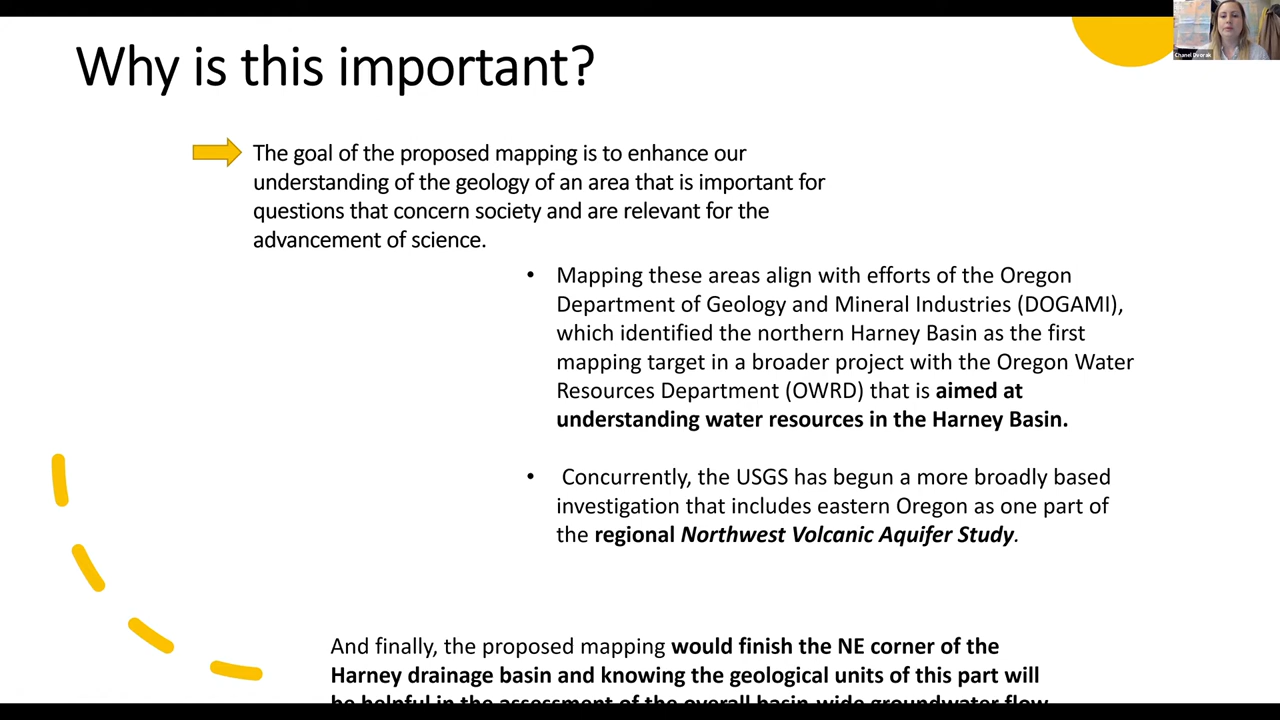 Why is this important?
Chanel Dvorak
The goal of the proposed mapping is to enhance our
understanding of the geology of an area that is important for
questions that concern society and are relevant for the
advancement of science.
• Mapping these areas align with efforts of the Oregon
Department of Geology and Mineral Industries (DOGAMI),
which identified the northern Harney Basin as the first
mapping target in a broader project with the Oregon Water
Resources Department (OWRD) that is aimed at
understanding water resources in the Harney Basin.
• Concurrently, the USGS has begun a more broadly based
investigation that includes eastern Oregon as one part of
the regional Northwest Volcanic Aquifer Study.
And finally, the proposed mapping would finish the NE corner of the
Harney drainage basin and knowing the geological units of this part will
be helpful in the assessment of the overall basin-wide groundwater flow